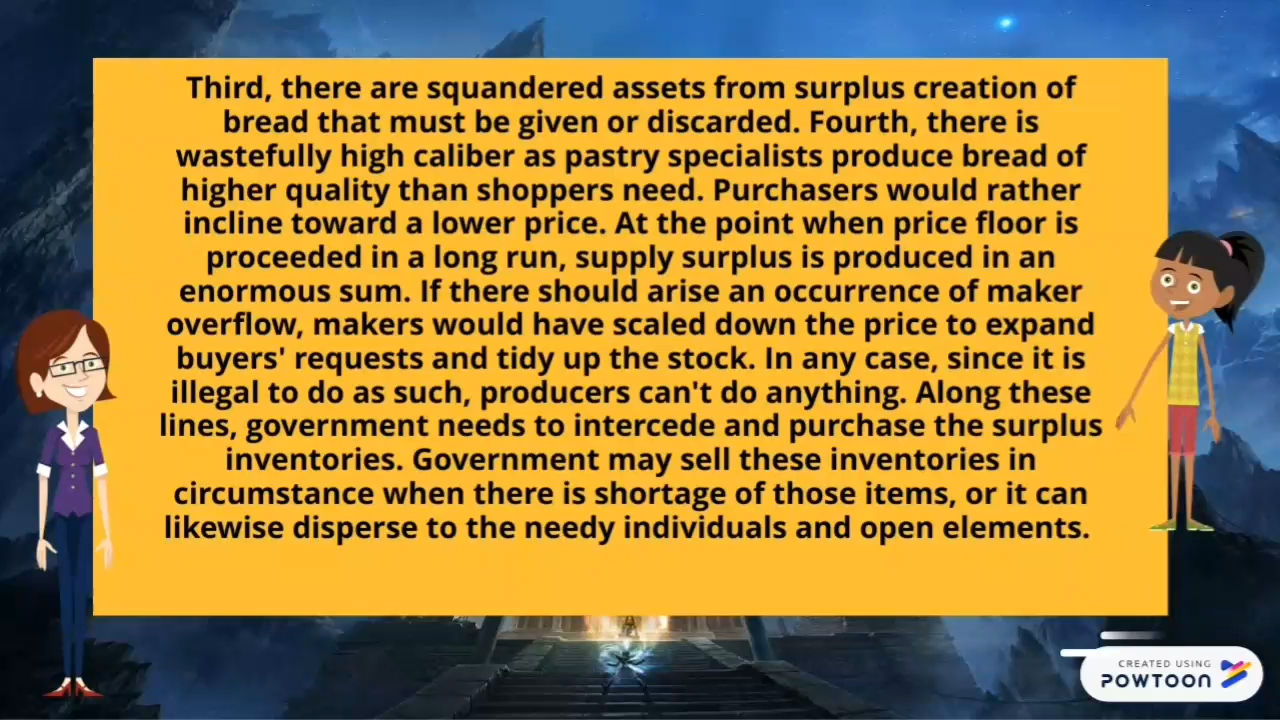 Third, there are squandered assets from surplus creation of
bread that must be given or discarded. Fourth, there is
wastefully high caliber as pastry specialists produce bread of
higher quality than shoppers need. Purchasers would rather
incline toward a lower price. At the point when price floor is
proceeded in a long run, supply surplus is produced in an
enormous sum. If there should arise an occurrence of maker
overflow, makers would have scaled down the price to expand
buyers' requests and tidy up the stock. In any case, since it is
illegal to do as such, producers can't do anything. Along these
lines, government needs to intercede and purchase the surplus
inventories. Government may sell these inventories in
circumstance when there is shortage of those items, or it can
likewise disperse to the needy individuals and open elements.
CREATED USING
POWTOON